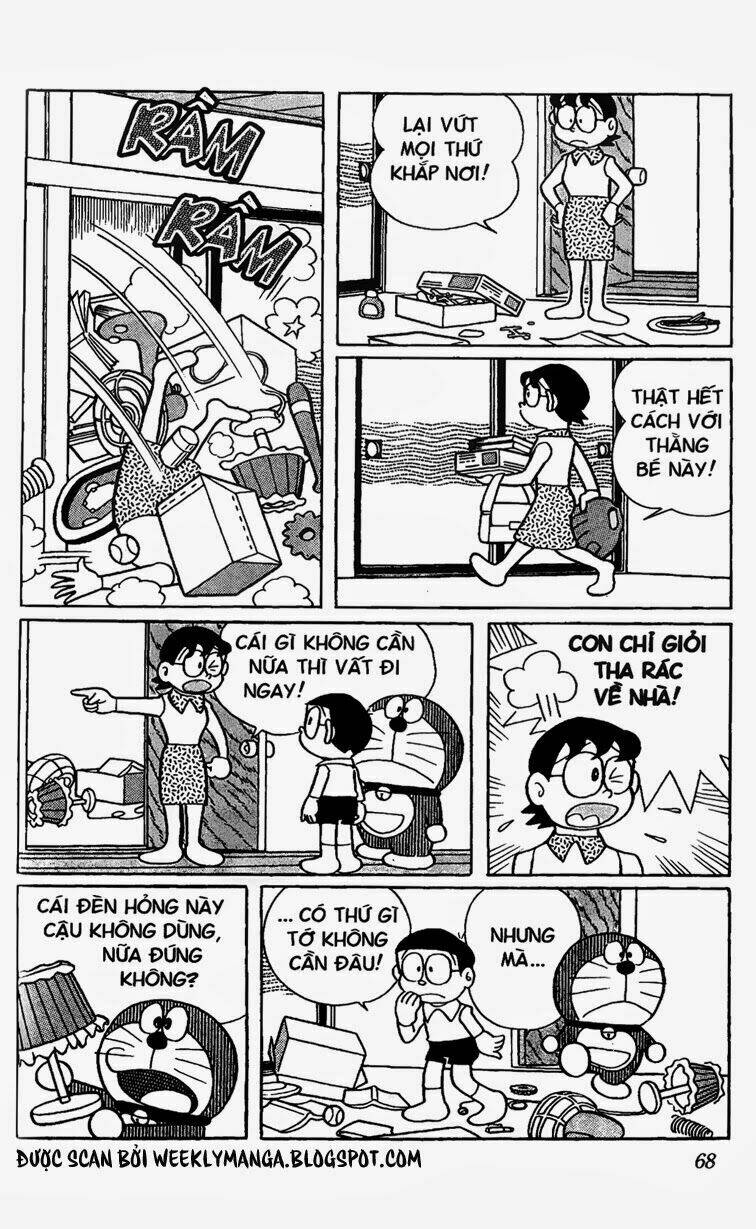 LẠI VỨT
MỌI THỨ
KHẮP NƠI!
THẬT HẾT
CÁCH VỚI
THẰNG
BÉ NÀY!
RẦM
RẦM
CON CHỈ GIỎI
THA RÁC
VỀ NHÀ!
CÁI GÌ KHÔNG CẦN
NỮA THÌ VẤT ĐI
NGAY!
NHƯNG
MÀ...
... CÓ THỨ GÌ
TỚ KHÔNG
CẦN ĐÂU!
CÁI ĐÈN HỎNG NÀY
CẬU KHÔNG DÙNG,
NỮA ĐÚNG
KHÔNG?
ĐƯỢC SCAN BỞI WEEKLYMANGA.BLOGSPOT.COM
68